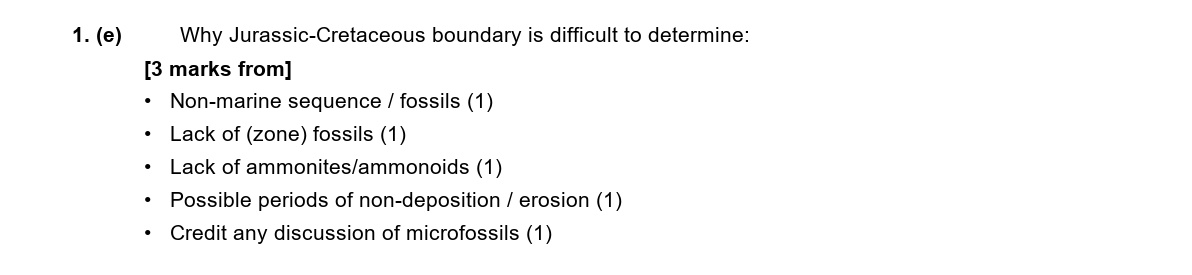 1. (e) Why Jurassic-Cretaceous boundary is difficult to determine:
[3 marks from]
• Non-marine sequence / fossils (1)
• Lack of (zone) fossils (1)
• Lack of ammonites/ammonoids (1)
• Possible periods of non-deposition / erosion (1)
• Credit any discussion of microfossils (1)